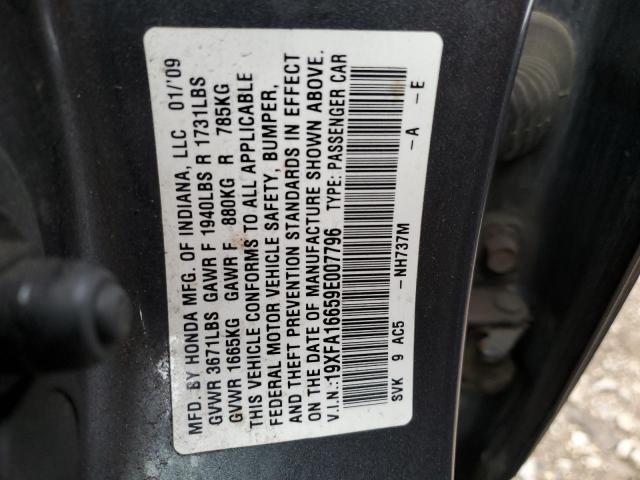 MFD. BY HONDA MFG. OF INDIANA, LLC 01/'09
GVWR 3671LBS GAWR F 1940LBS R 1731LBS
GVWR 1665KG GAWR F 880KG R 785KG
THIS VEHICLE CONFORMS TO ALL APPLICABLE
FEDERAL MOTOR VEHICLE SAFETY, BUMPER,
AND THEFT PREVENTION STANDARDS IN EFFECT
ON THE DATE OF MANUFACTURE SHOWN ABOVE.
V.I.N.:19XFA16659E007796 TYPE: PASSENGER CAR
SVK 9 AC5 -NH737M -A -E